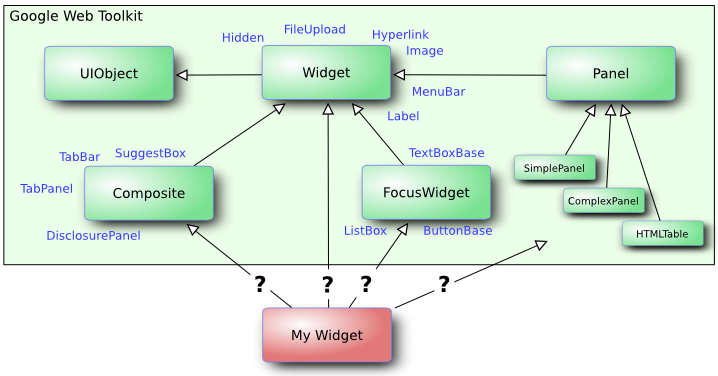 Google Web Toolkit
FileUpload
Hidden
Hyperlink
Image
UIObject
Widget
Panel
MenuBar
Label
TabBar
SuggestBox
TextBoxBase
SimplePanel
TabPanel
Composite
FocusWidget
ComplexPanel
DisclosurePanel
ListBox
ButtonBase
HTMLTable
? ? ? ?
My Widget